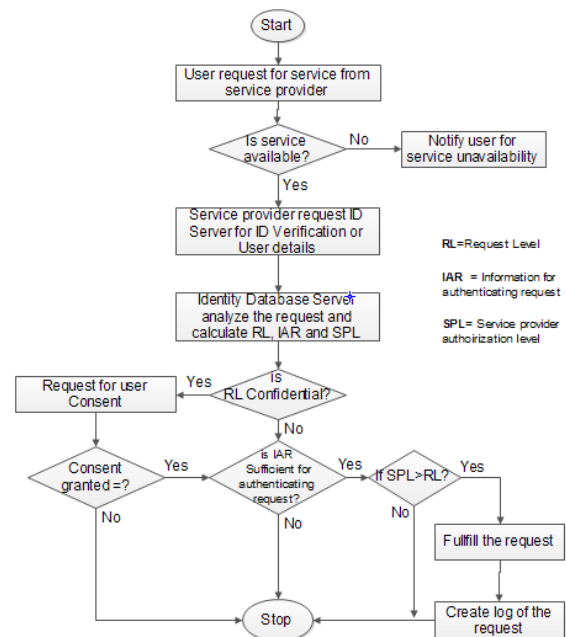 Start
User request for service from
service provider
Is service
available?
No
Notify user for
service unavailability
Yes
Service provider request ID
Server for ID Verification or
User details
RL=Request Level
IAR = Information for
authenticating request
SPL= Service provider
authoirization level
Identity Database Server
analyze the request and
calculate RL, IAR and SPL
is
RL Confidential?
Yes
Request for user
Consent
No
Consent
granted =?
Yes
is IAR
Sufficient for
authenticating
request?
Yes
If SPL>RL?
Yes
No
No
No
Fullfill the request
Stop
Create log of the
request